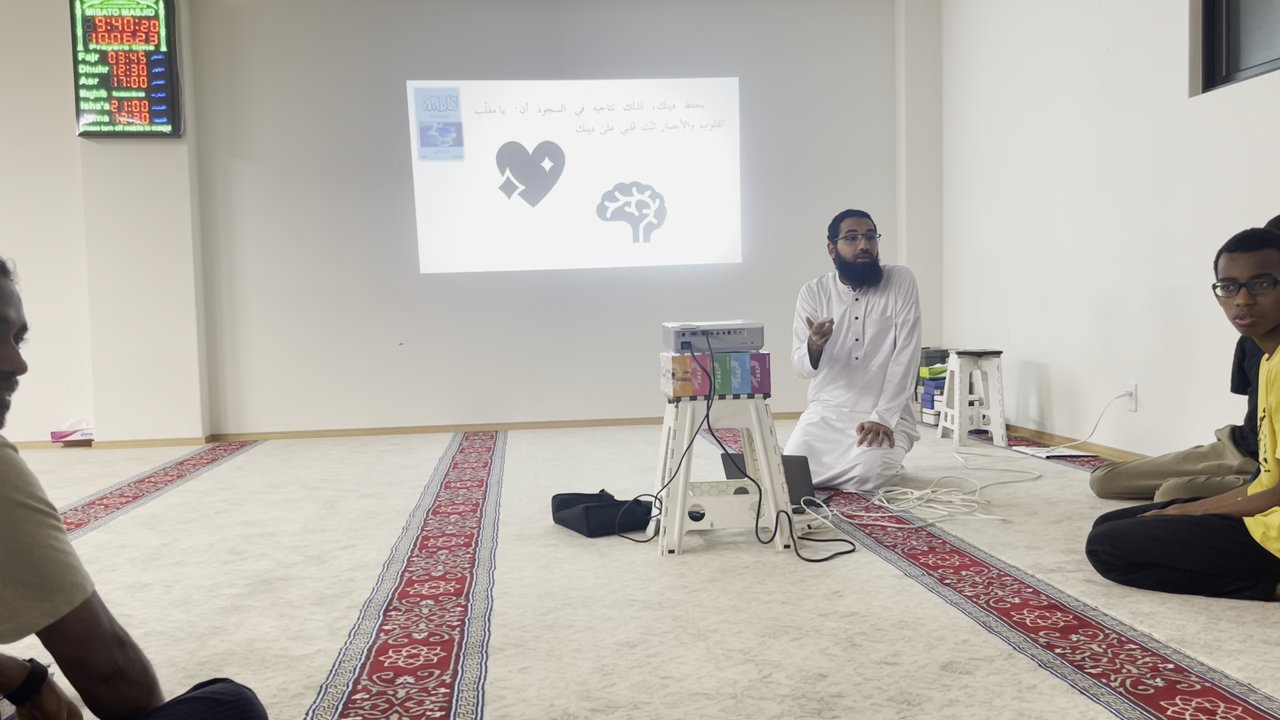 MISATO MASJID
9:40:20
10.06.23
Prayers time
Fajr 03:45
Dhuhr 12:30
Asr 17:00
Maghrib
Isha'a 21:00
Juma 12:30
Please turn off mobile in masjid
يحفظ دينك، لذلك تناجيه في السجود أن: يا مقلّب
القلوب والأبصار ثبت قلبي على دينك